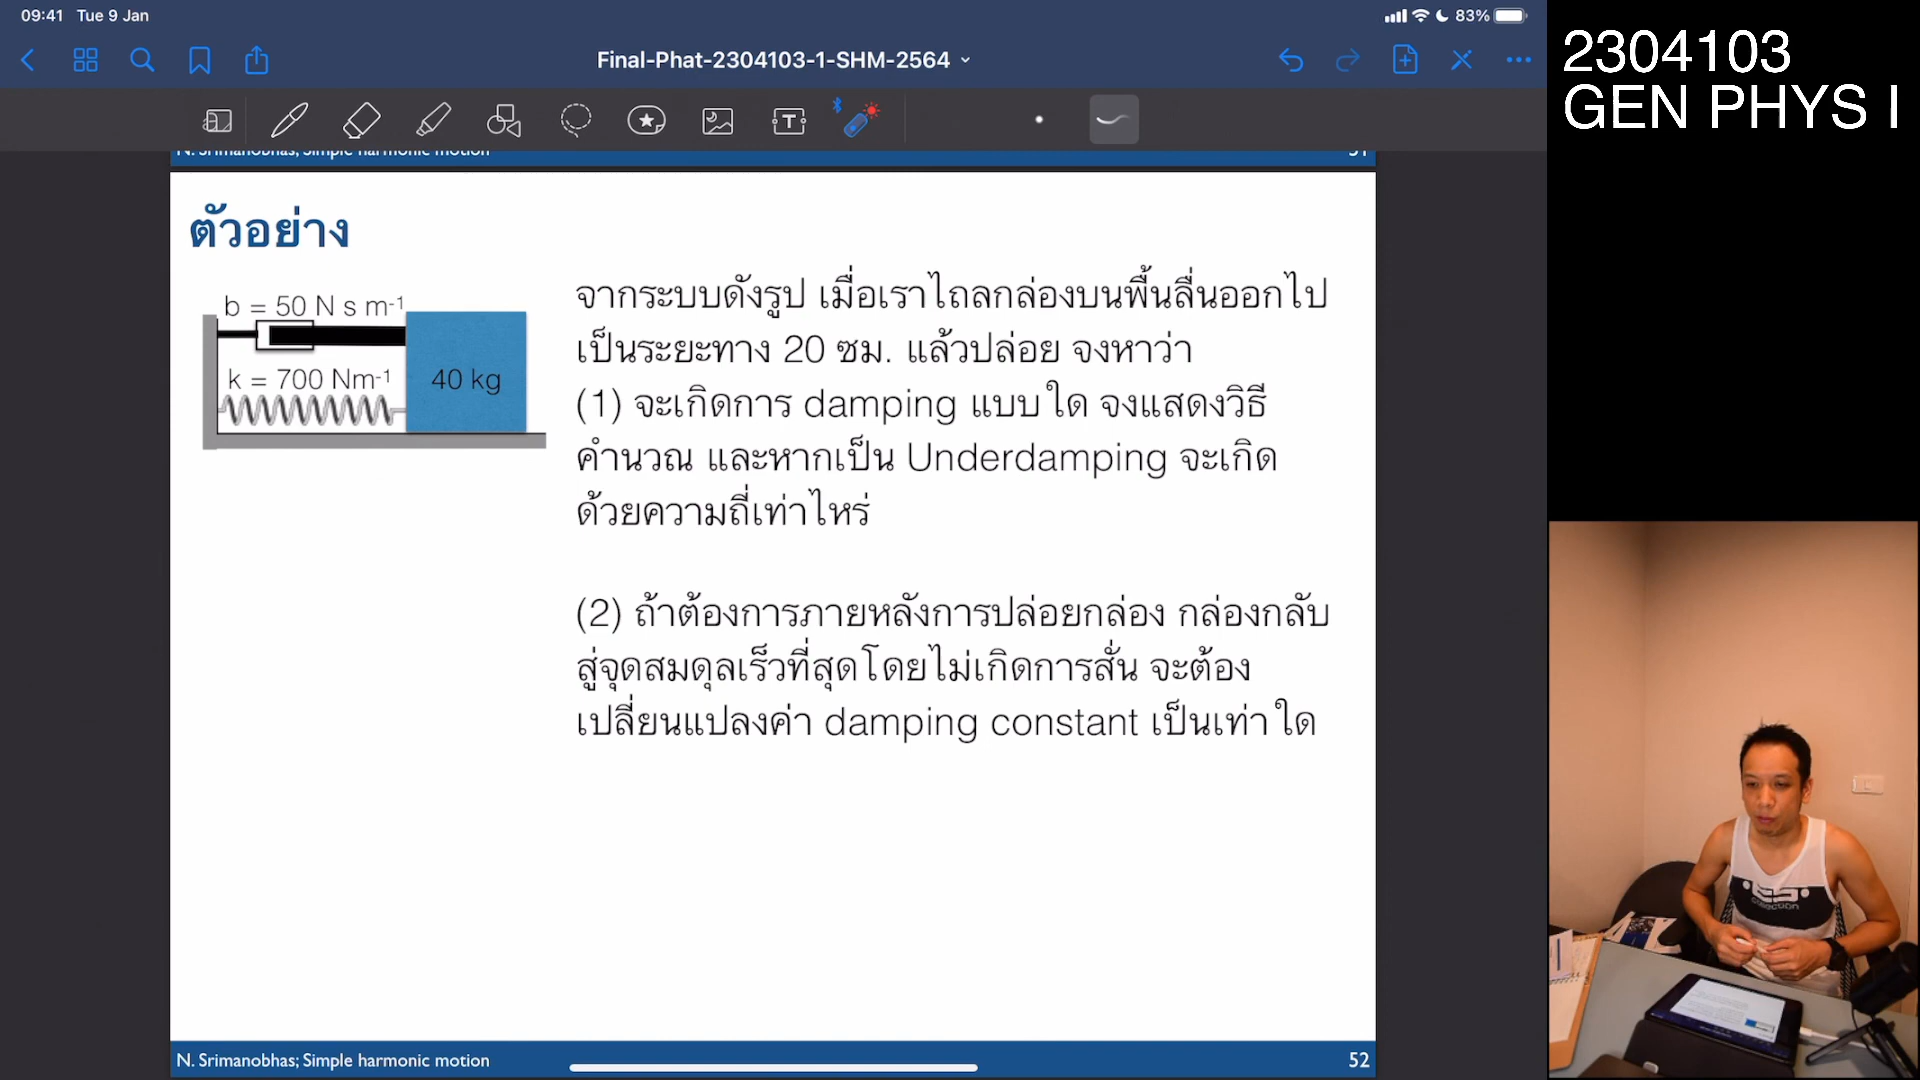 09:41 Tue 9 Jan
83%
Final-Phat-2304103-1-SHM-2564
2304103
GEN PHYS I
N. Srimanobhas; Simple harmonic motion 51
ตัวอย่าง
b = 50 N s m-1
k = 700 Nm-1
40 kg
จากระบบดังรูป เมื่อเราไถลกล่องบนพื้นลื่นออกไป
เป็นระยะทาง 20 ซม. แล้วปล่อย จงหาว่า
(1) จะเกิดการ damping แบบใด จงแสดงวิธี
คำนวณ และหากเป็น Underdamping จะเกิด
ด้วยความถี่เท่าไหร่
(2) ถ้าต้องการภายหลังการปล่อยกล่อง กล่องกลับ
สู่จุดสมดุลเร็วที่สุดโดยไม่เกิดการสั่น จะต้อง
เปลี่ยนแปลงค่า damping constant เป็นเท่าใด
N. Srimanobhas; Simple harmonic motion 52